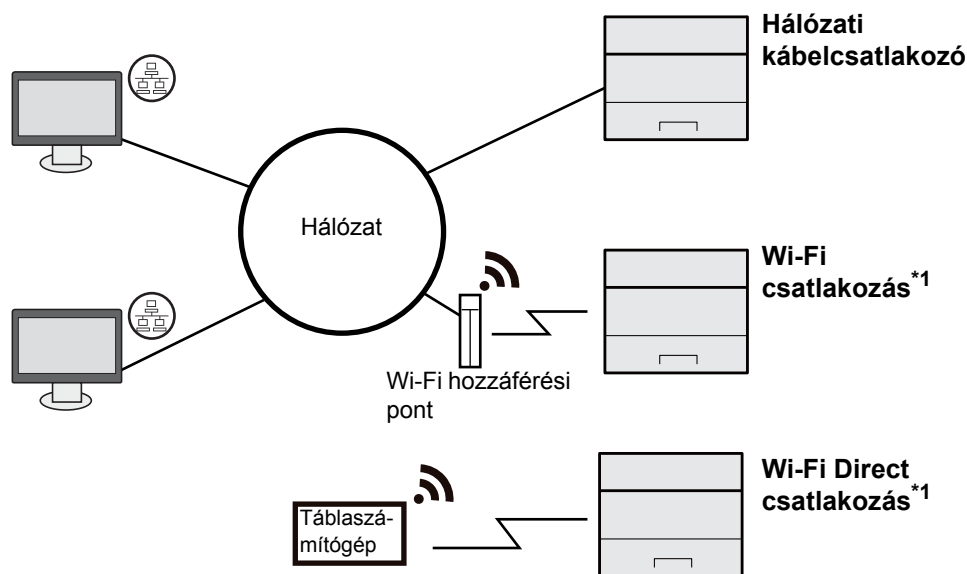 Hálózati
kábelcsatlakozó
Hálózat
Wi-Fi
csatlakozás*1
Wi-Fi hozzáférési
pont
Wi-Fi Direct
csatlakozás*1
Táblaszá-
mítógép